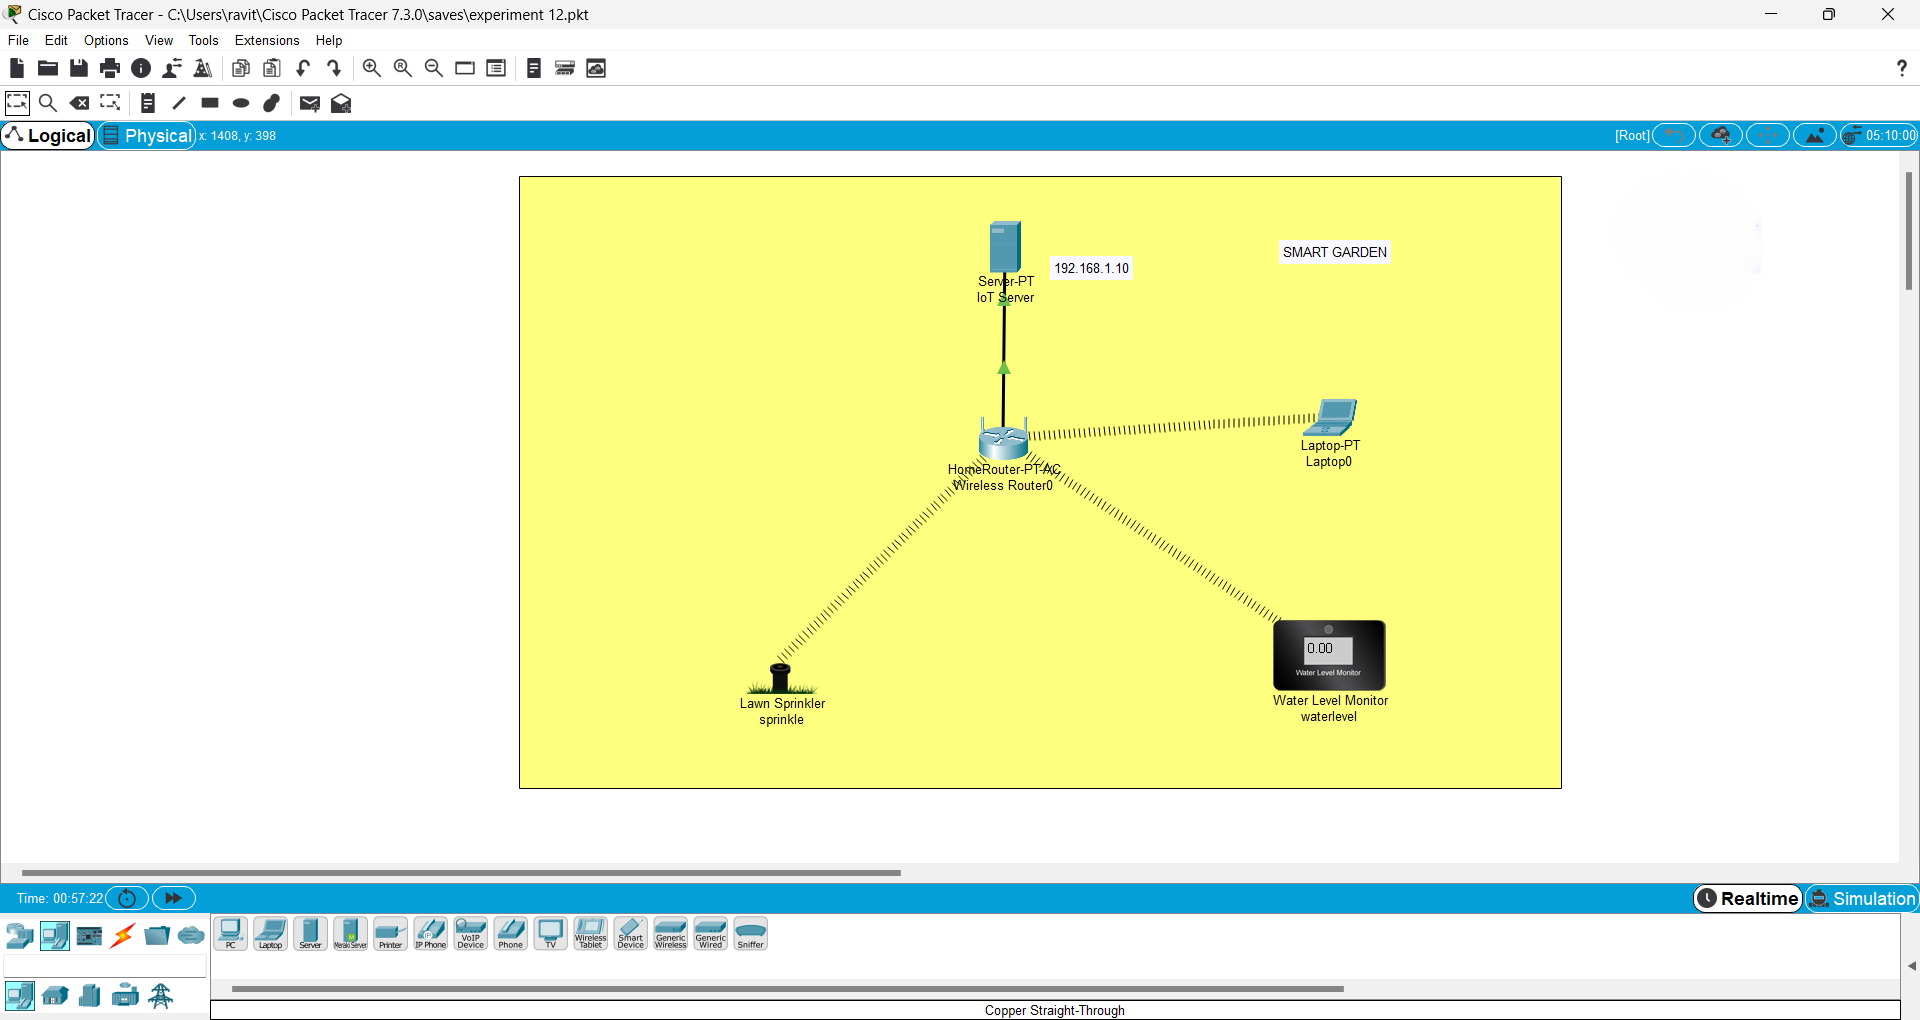 Cisco Packet Tracer - C:\Users\ravit\Cisco Packet Tracer 7.3.0\saves\experiment 12.pkt
File Edit Options View Tools Extensions Help
?
Logical Physical x: 1408, y: 398 [Root] 05:10:00
SMART GARDEN
192.168.1.10
Server-PT
IoT Server
Laptop-PT
Laptop0
HomeRouter-PT-AC
Wireless Router0
0.00
Water Level Monitor
Lawn Sprinkler
sprinkle
Water Level Monitor
waterlevel
Time: 00:57:22 Realtime Simulation
PC Laptop Server Meraki Server Printer IP Phone VoIP Device Phone TV Wireless Tablet Smart Device Generic Wireless Generic Wired Sniffer
Copper Straight-Through